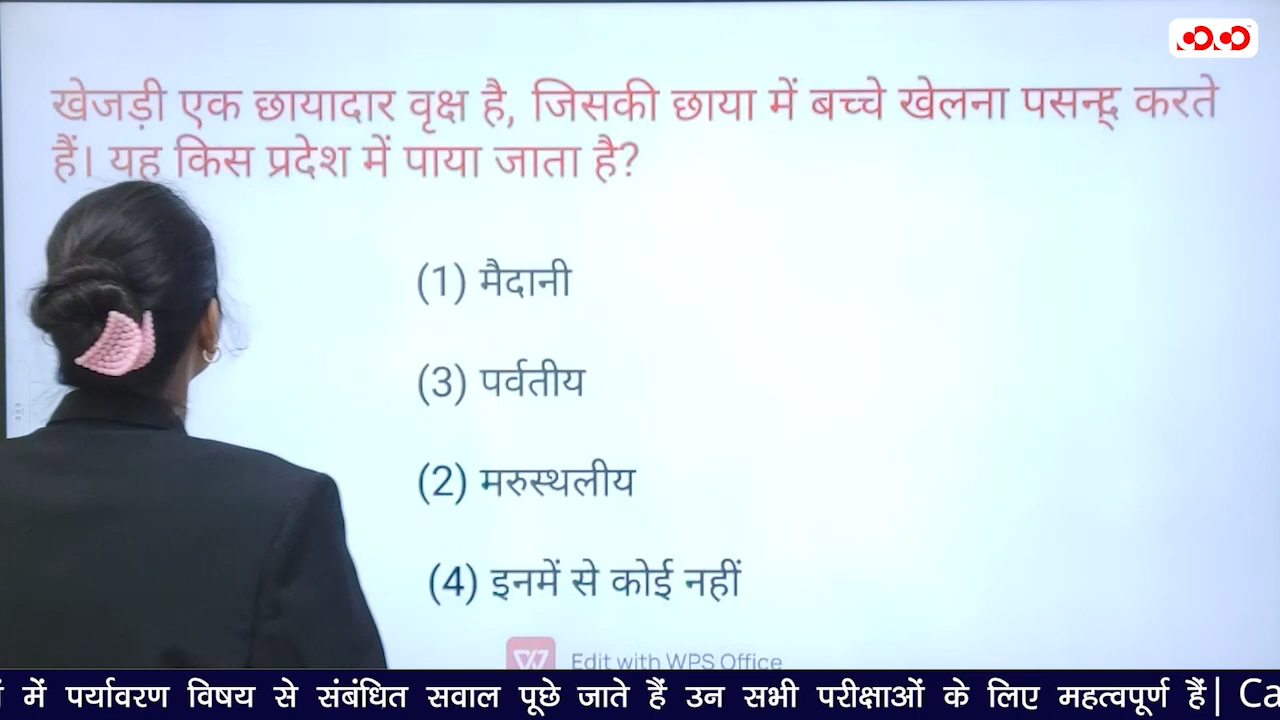 खेजड़ी एक छायादार वृक्ष है, जिसकी छाया में बच्चे खेलना पसन्द् करते
हैं। यह किस प्रदेश में पाया जाता है?
(1) मैदानी
(3) पर्वतीय
(2) मरुस्थलीय
(4) इनमें से कोई नहीं
Edit with WPS Office
में पर्यावरण विषय से संबंधित सवाल पूछे जाते हैं उन सभी परीक्षाओं के लिए महत्वपूर्ण हैं| Ca